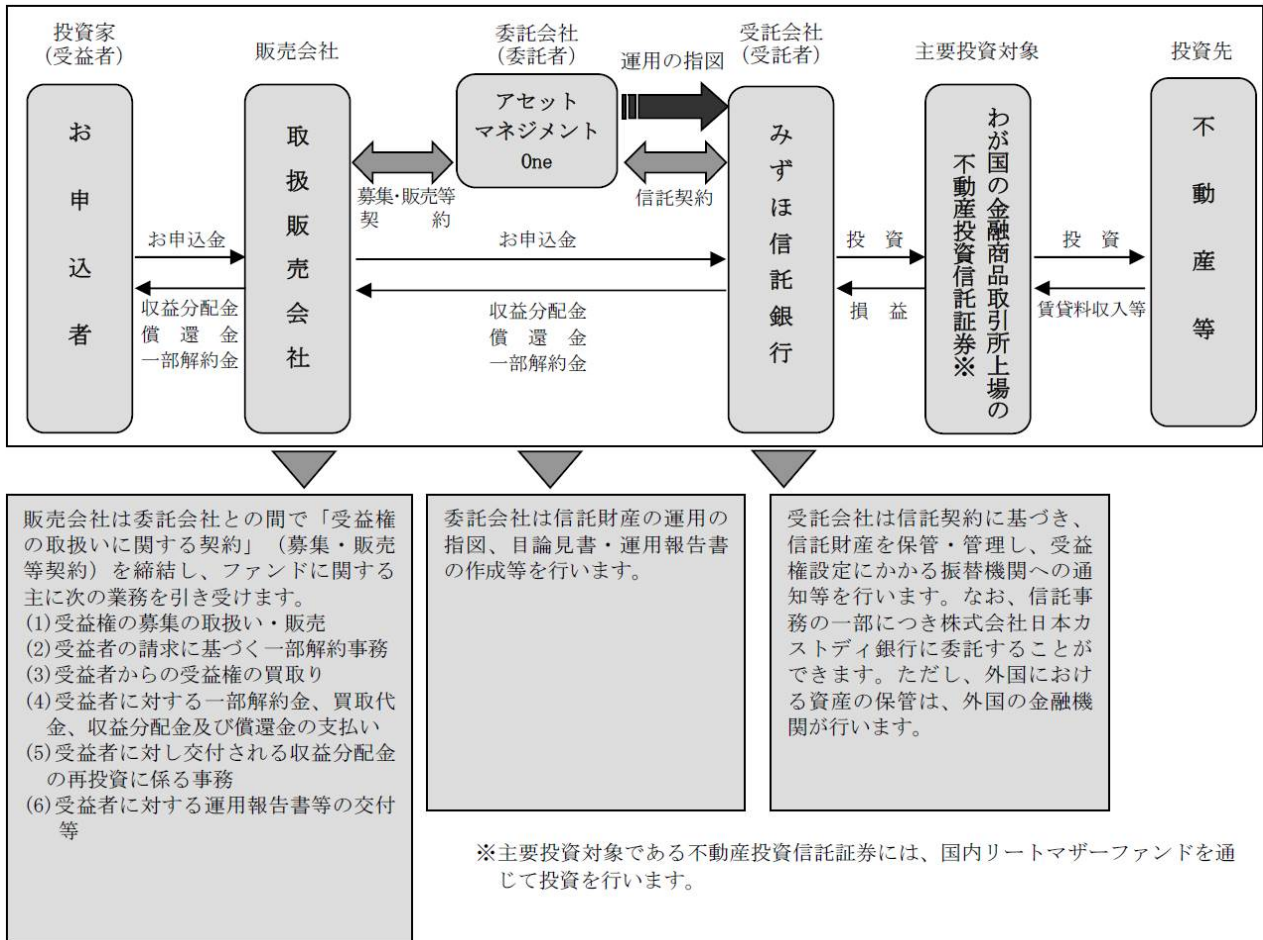 投資家
(受益者)
販売会社
委託会社
(委託者)
運用の指図
受託会社
(受託者)
主要投資対象
投資先
お申込者
取扱販売会社
アセット
マネジメント
One
みずほ信託銀行
わが国の金融商品取引所上場の
不動産投資信託証券※
不動産等
募集・販売等
契　約
信託契約
お申込金
収益分配金
償　還　金
一部解約金
お申込金
収益分配金
償　還　金
一部解約金
投　資
損　益
投　資
賃貸料収入等
販売会社は委託会社との間で「受益権
の取扱いに関する契約」（募集・販売
等契約）を締結し、ファンドに関する
主に次の業務を引き受けます。
(1)受益権の募集の取扱い・販売
(2)受益者の請求に基づく一部解約事務
(3)受益者からの受益権の買取り
(4)受益者に対する一部解約金、買取代
金、収益分配金及び償還金の支払い
(5)受益者に対し交付される収益分配金
の再投資に係る事務
(6)受益者に対する運用報告書等の交付
等
委託会社は信託財産の運用の
指図、目論見書・運用報告書
の作成等を行います。
受託会社は信託契約に基づき、
信託財産を保管・管理し、受益
権設定にかかる振替機関への通
知等を行います。なお、信託事
務の一部につき株式会社日本カ
ストディ銀行に委託することが
できます。ただし、外国におけ
る資産の保管は、外国の金融機
関が行います。
※主要投資対象である不動産投資信託証券には、国内リートマザーファンドを通
じて投資を行います。